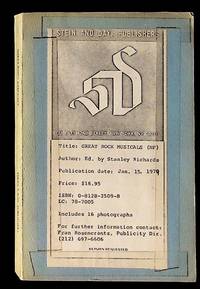 STEIN AND DAY, PUBLISHERS
SD
Title: GREAT ROCK MUSICALS (NF)
Author: Ed. by Stanley Richards
Publication date: Jan. 15, 1979
Price: $16.95
ISBN: 0-8128-2509-8
LC: 78-7005
Includes 16 photographs
For further information contact:
Fran Rosencrantz, Publicity Dir.
(212) 697-6606
RETURN REQUESTED